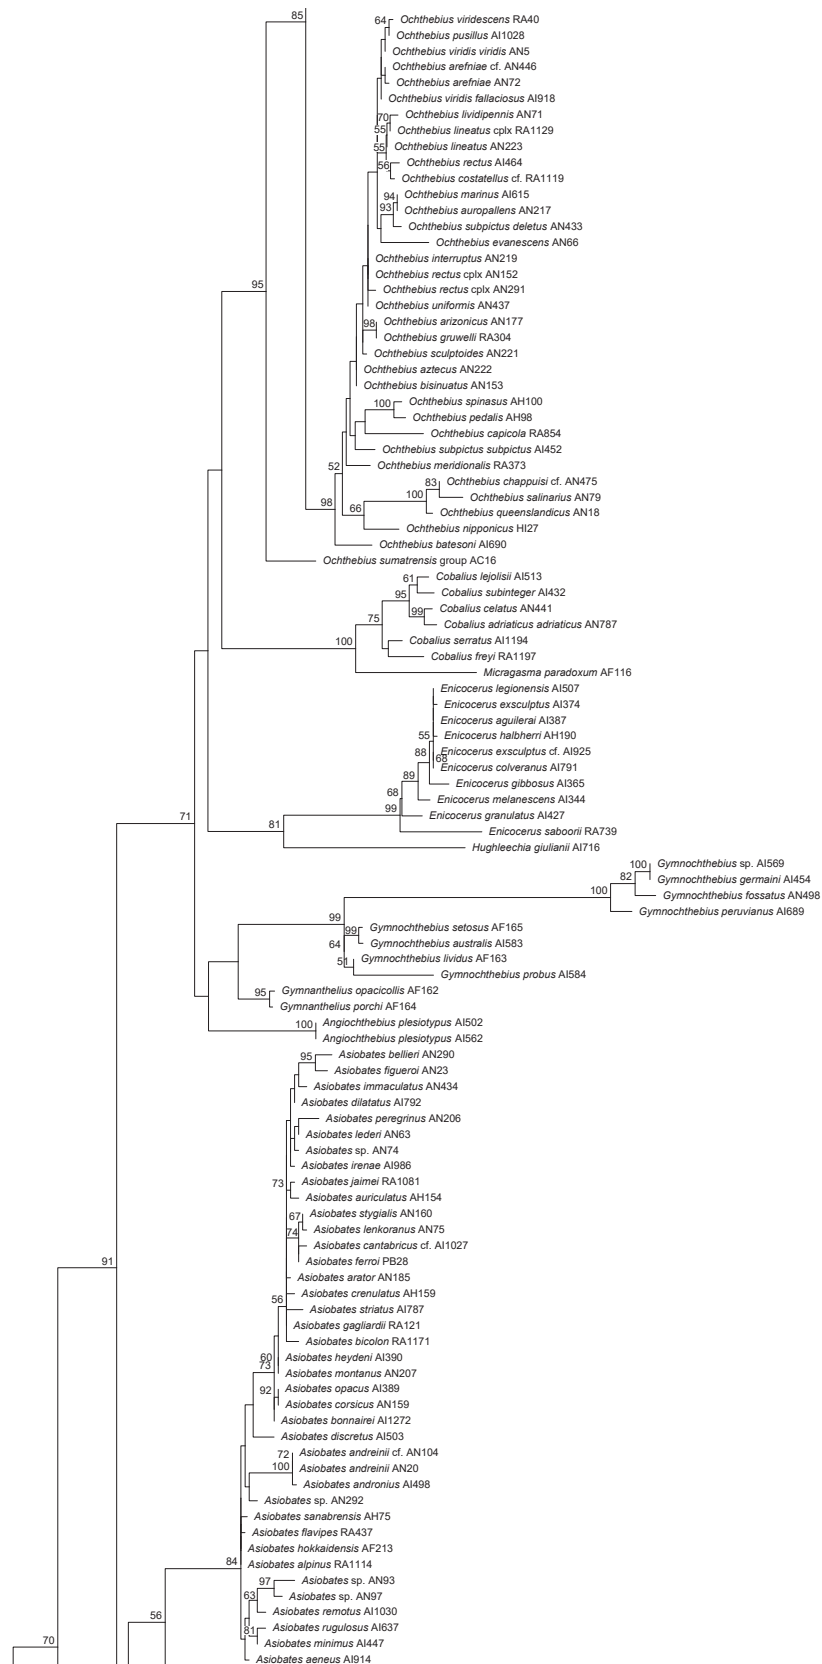 85
64
Ochthebius viridescens RA40
Ochthebius pusillus AI1028
Ochthebius viridis viridis AN5
Ochthebius arefniae cf. AN446
Ochthebius arefniae AN72
Ochthebius viridis fallaciosus AI918
70
Ochthebius lividipennis AN71
55
Ochthebius lineatus cplx RA1129
55
Ochthebius lineatus AN223
56
Ochthebius rectus AI464
Ochthebius costatellus cf. RA1119
94
Ochthebius marinus AI615
93
Ochthebius auropallens AN217
Ochthebius subpictus deletus AN433
Ochthebius evanescens AN66
Ochthebius interruptus AN219
Ochthebius rectus cplx AN152
95
Ochthebius rectus cplx AN291
Ochthebius uniformis AN437
98
Ochthebius arizonicus AN177
Ochthebius gruwelli RA304
Ochthebius sculptoides AN221
Ochthebius aztecus AN222
Ochthebius bisinuatus AN153
100
Ochthebius spinasus AH100
Ochthebius pedalis AH98
Ochthebius capicola RA854
Ochthebius subpictus subpictus AI452
52
Ochthebius meridionalis RA373
83
Ochthebius chappuisi cf. AN475
100
Ochthebius salinarius AN79
98
66
Ochthebius queenslandicus AN18
Ochthebius nipponicus HI27
Ochthebius batesoni AI690
Ochthebius sumatrensis group AC16
61
Cobalius lejolisii AI513
95
Cobalius subinteger AI432
99
Cobalius celatus AN441
75
Cobalius adriaticus adriaticus AN787
100
Cobalius serratus AI1194
Cobalius freyi RA1197
Micragasma paradoxum AF116
Enicocerus legionensis AI507
Enicocerus exsculptus AI374
Enicocerus aguilerai AI387
55
Enicocerus halbherri AH190
88
68
Enicocerus exsculptus cf. AI925
Enicocerus colveranus AI791
89
Enicocerus gibbosus AI365
68
Enicocerus melanescens AI344
99
Enicocerus granulatus AI427
71
81
Enicocerus saboorii RA739
Hughleechia giulianii AI716
100
Gymnochthebius sp. AI569
82
Gymnochthebius germaini AI454
100
Gymnochthebius fossatus AN498
Gymnochthebius peruvianus AI689
99
99
Gymnochthebius setosus AF165
64
Gymnochthebius australis AI583
51
Gymnochthebius lividus AF163
Gymnochthebius probus AI584
95
Gymnanthelius opacicollis AF162
Gymnanthelius porchi AF164
100
Angiochthebius plesiotypus AI502
Angiochthebius plesiotypus AI562
95
Asiobates bellieri AN290
Asiobates figueroi AN23
Asiobates immaculatus AN434
Asiobates dilatatus AI792
Asiobates peregrinus AN206
Asiobates lederi AN63
Asiobates sp. AN74
Asiobates irenae AI986
73
Asiobates jaimei RA1081
Asiobates auriculatus AH154
67
Asiobates stygialis AN160
74
Asiobates lenkoranus AN75
Asiobates cantabricus cf. AI1027
91
Asiobates ferroi PB28
Asiobates arator AN185
56
Asiobates crenulatus AH159
Asiobates striatus AI787
Asiobates gagliardii RA121
Asiobates bicolon RA1171
60
Asiobates heydeni AI390
73
Asiobates montanus AN207
92
Asiobates opacus AI389
Asiobates corsicus AN159
Asiobates bonnairei AI1272
Asiobates discretus AI503
72
Asiobates andreinii cf. AN104
100
Asiobates andreinii AN20
Asiobates andronius AI498
Asiobates sp. AN292
Asiobates sanabrensis AH75
Asiobates flavipes RA437
Asiobates hokkaidensis AF213
84
Asiobates alpinus RA1114
97
Asiobates sp. AN93
63
Asiobates sp. AN97
Asiobates remotus AI1030
56
81
Asiobates rugulosus AI637
70
Asiobates minimus AI447
Asiobates aeneus AI914